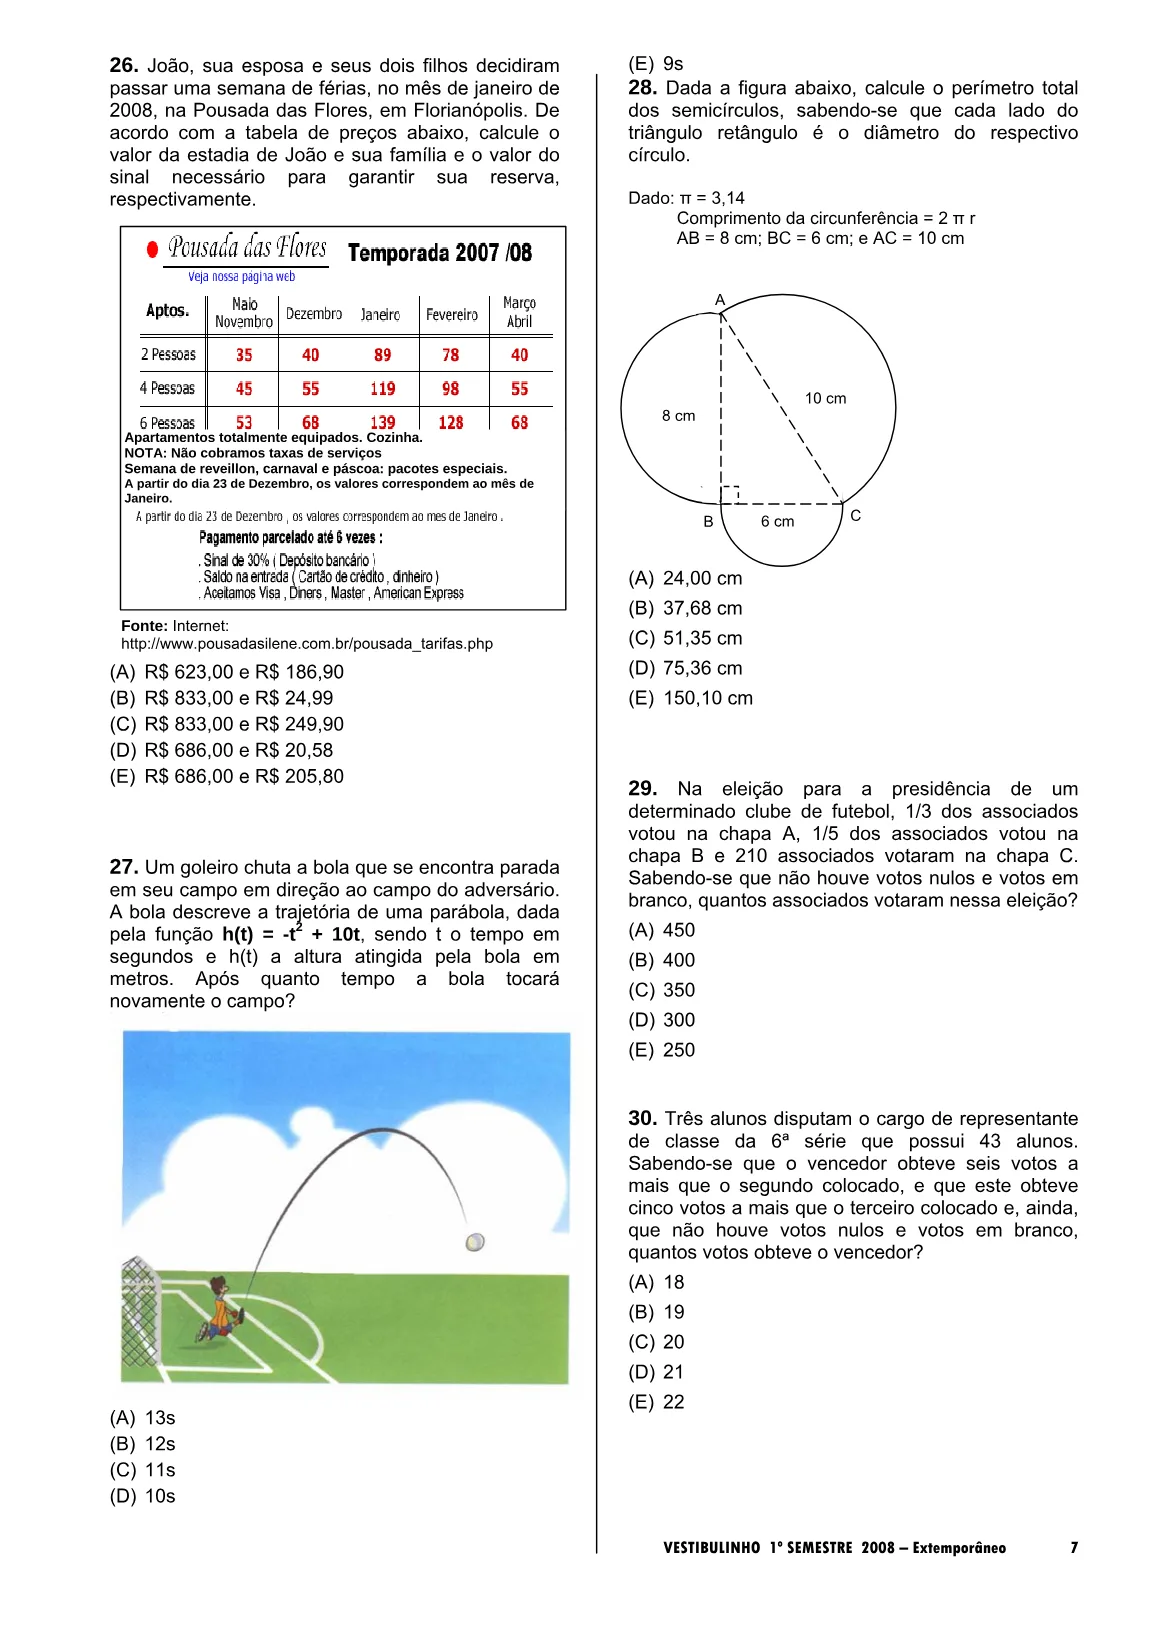 26. João, sua esposa e seus dois filhos decidiram
passar uma semana de férias, no mês de janeiro de
2008, na Pousada das Flores, em Florianópolis. De
acordo com a tabela de preços abaixo, calcule o
valor da estadia de João e sua família e o valor do
sinal necessário para garantir sua reserva,
respectivamente.
Pousada das Flores Temporada 2007 /08
Veja nossa página web
Aptos. Maio Novembro Dezembro Janeiro Fevereiro Março Abril
2 Pessoas 35 40 89 78 40
4 Pessoas 45 55 119 98 55
6 Pessoas 53 68 139 128 68
Apartamentos totalmente equipados. Cozinha.
NOTA: Não cobramos taxas de serviços
Semana de reveillon, carnaval e páscoa: pacotes especiais.
A partir do dia 23 de Dezembro, os valores correspondem ao mês de
Janeiro.
A partir do dia 23 de Dezembro , os valores correspondem ao mes de Janeiro .
Pagamento parcelado até 6 vezes :
. Sinal de 30% ( Depósito bancário )
. Saldo na entrada ( Cartão de crédito , dinheiro )
. Aceitamos Visa , Diners , Master , American Express
Fonte: Internet:
http://www.pousadasilene.com.br/pousada_tarifas.php
(A) R$ 623,00 e R$ 186,90
(B) R$ 833,00 e R$ 24,99
(C) R$ 833,00 e R$ 249,90
(D) R$ 686,00 e R$ 20,58
(E) R$ 686,00 e R$ 205,80
27. Um goleiro chuta a bola que se encontra parada
em seu campo em direção ao campo do adversário.
A bola descreve a trajetória de uma parábola, dada
pela função h(t) = -t² + 10t, sendo t o tempo em
segundos e h(t) a altura atingida pela bola em
metros. Após quanto tempo a bola tocará
novamente o campo?
(A) 13s
(B) 12s
(C) 11s
(D) 10s
(E) 9s
28. Dada a figura abaixo, calcule o perímetro total
dos semicírculos, sabendo-se que cada lado do
triângulo retângulo é o diâmetro do respectivo
círculo.
Dado: π = 3,14
Comprimento da circunferência = 2 π r
AB = 8 cm; BC = 6 cm; e AC = 10 cm
A
10 cm
8 cm
B
6 cm
C
(A) 24,00 cm
(B) 37,68 cm
(C) 51,35 cm
(D) 75,36 cm
(E) 150,10 cm
29. Na eleição para a presidência de um
determinado clube de futebol, 1/3 dos associados
votou na chapa A, 1/5 dos associados votou na
chapa B e 210 associados votaram na chapa C.
Sabendo-se que não houve votos nulos e votos em
branco, quantos associados votaram nessa eleição?
(A) 450
(B) 400
(C) 350
(D) 300
(E) 250
30. Três alunos disputam o cargo de representante
de classe da 6ª série que possui 43 alunos.
Sabendo-se que o vencedor obteve seis votos a
mais que o segundo colocado, e que este obteve
cinco votos a mais que o terceiro colocado e, ainda,
que não houve votos nulos e votos em branco,
quantos votos obteve o vencedor?
(A) 18
(B) 19
(C) 20
(D) 21
(E) 22
VESTIBULINHO 1º SEMESTRE 2008 – Extemporâneo 7